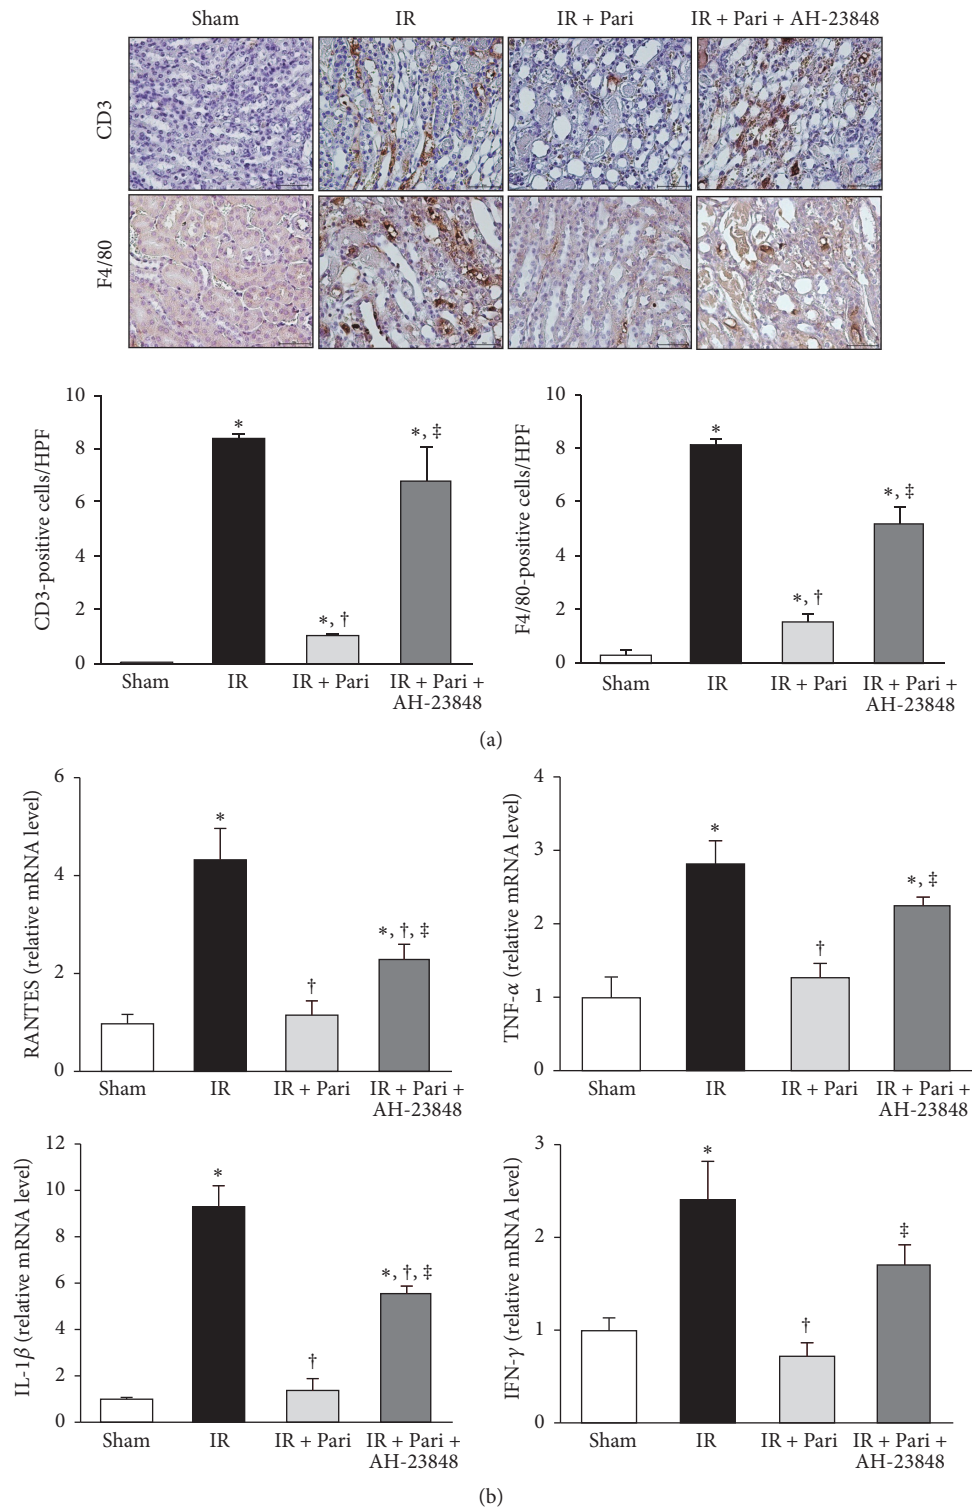 Sham IR IR + Pari IR + Pari + AH-23848
CD3
F4/80
CD3-positive cells/HPF
10
8
6
4
2
0
*
*, †
*, ‡
Sham IR IR + Pari IR + Pari +
AH-23848
F4/80-positive cells/HPF
10
8
6
4
2
0
*
*, †
*, ‡
Sham IR IR + Pari IR + Pari +
AH-23848
(a)
RANTES (relative mRNA level)
6
4
2
0
*
†
*, †, ‡
Sham IR IR + Pari IR + Pari +
AH-23848
TNF-α (relative mRNA level)
4
3
2
1
0
*
†
*, ‡
Sham IR IR + Pari IR + Pari +
AH-23848
IL-1β (relative mRNA level)
12
10
8
6
4
2
0
*
†
*, †, ‡
Sham IR IR + Pari IR + Pari +
AH-23848
IFN-γ (relative mRNA level)
3
2
1
0
*
†
‡
Sham IR IR + Pari IR + Pari +
AH-23848
(b)